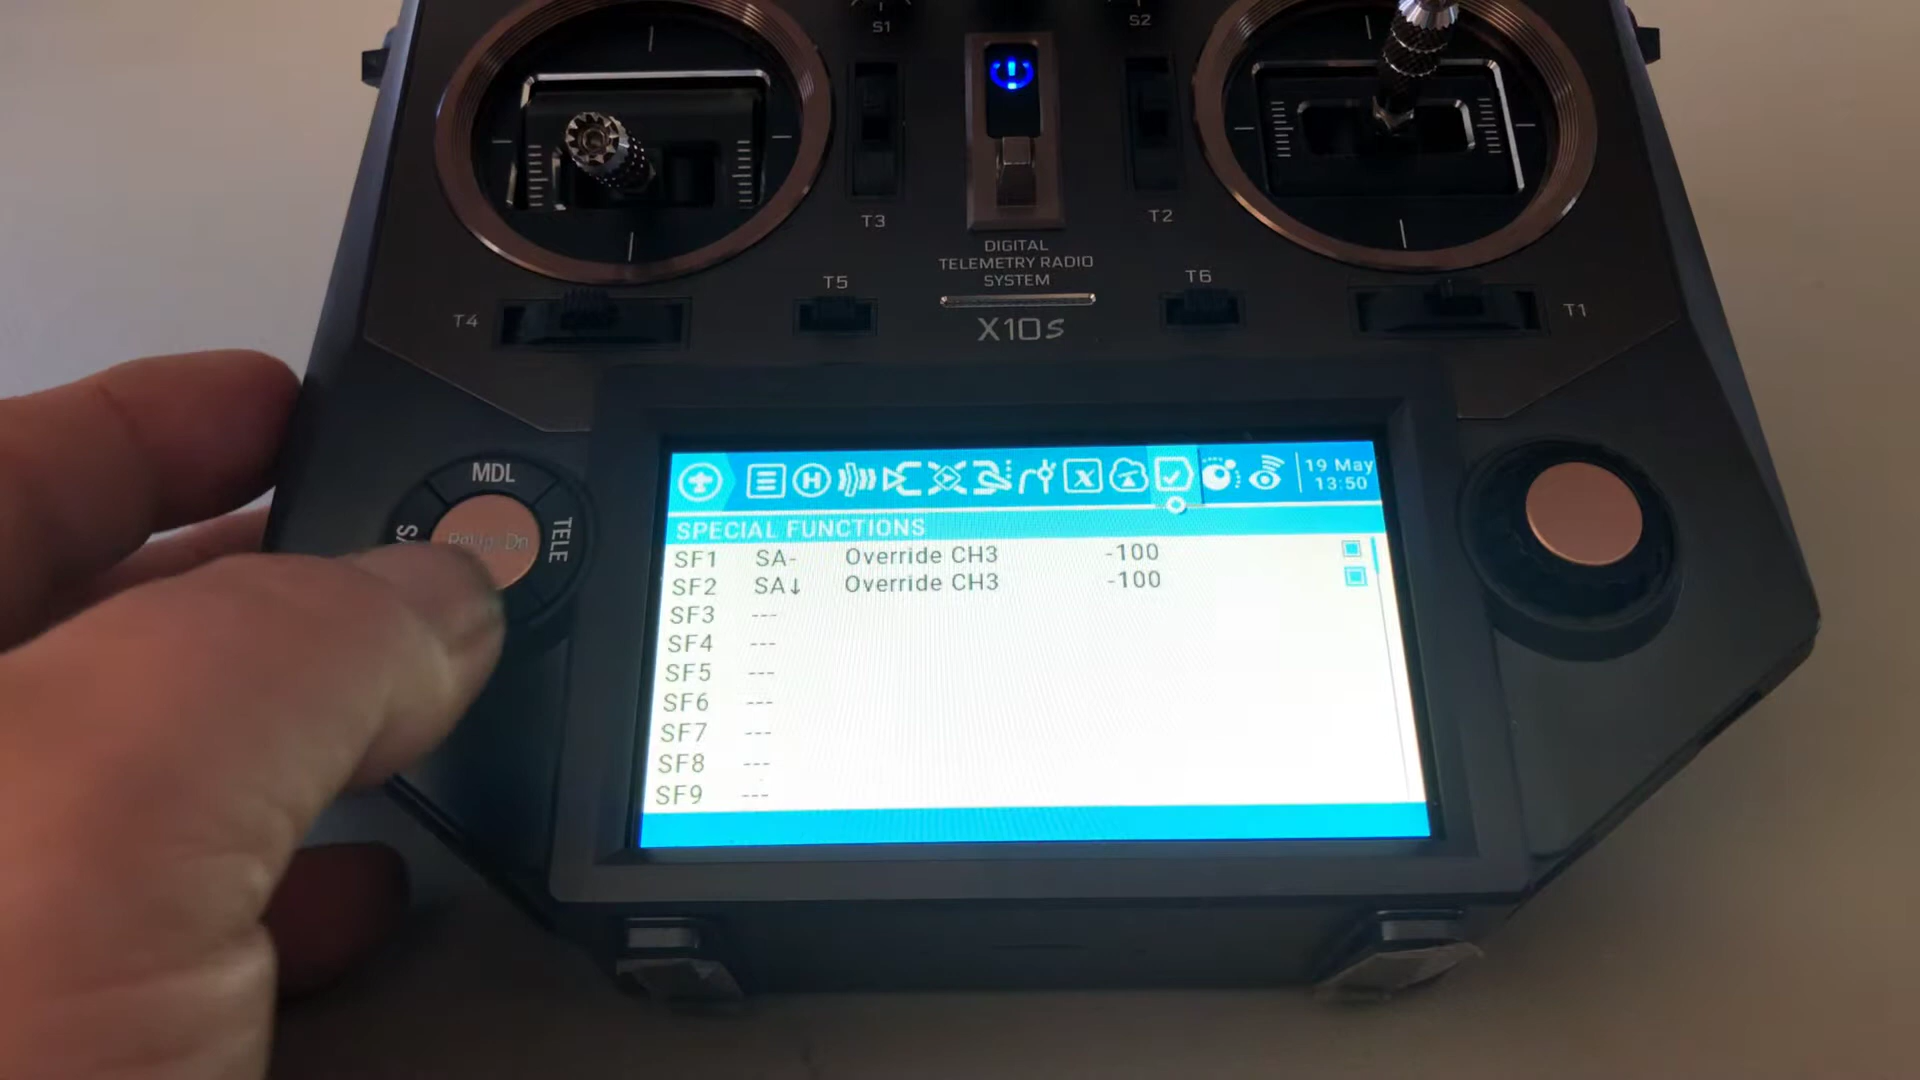 S1
S2
T3
T2
DIGITAL
TELEMETRY RADIO
SYSTEM
T5
T6
T4
X10S
T1
MDL
TELE
19 May
13:50
SPECIAL FUNCTIONS
SF1 SA- Override CH3 -100
SF2 SA↓ Override CH3 -100
SF3 ---
SF4 ---
SF5 ---
SF6 ---
SF7 ---
SF8 ---
SF9 ---